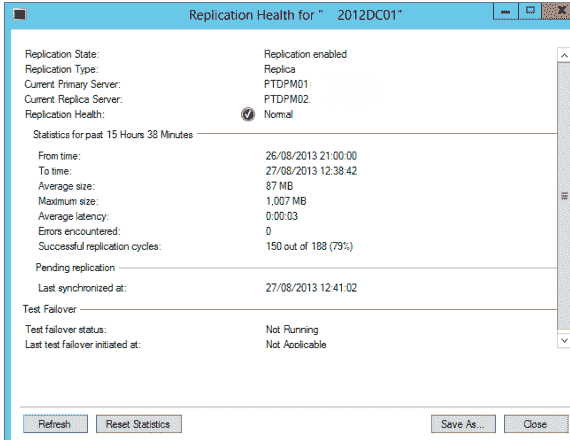 Replication Health for " 2012DC01"
Replication State: Replication enabled
Replication Type: Replica
Current Primary Server: PTDPM01
Current Replica Server: PTDPM02.
Replication Health: Normal
Statistics for past 15 Hours 38 Minutes
From time: 26/08/2013 21:00:00
To time: 27/08/2013 12:38:42
Average size: 87 MB
Maximum size: 1,007 MB
Average latency: 0:00:03
Errors encountered: 0
Successful replication cycles: 150 out of 188 (79%)
Pending replication
Last synchronized at: 27/08/2013 12:41:02
Test Failover
Test failover status: Not Running
Last test failover initiated at: Not Applicable
Refresh Reset Statistics Save As... Close